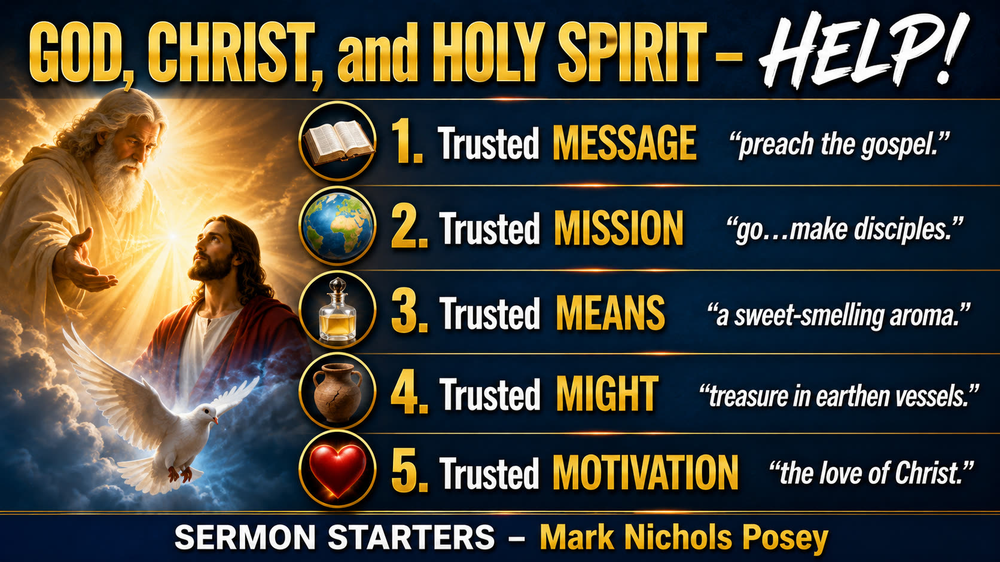 GOD, CHRIST, and HOLY SPIRIT – HELP!
1. Trusted MESSAGE “preach the gospel.”
2. Trusted MISSION “go...make disciples.”
3. Trusted MEANS “a sweet-smelling aroma.”
4. Trusted MIGHT “treasure in earthen vessels.”
5. Trusted MOTIVATION “the love of Christ.”
SERMON STARTERS – Mark Nichols Posey